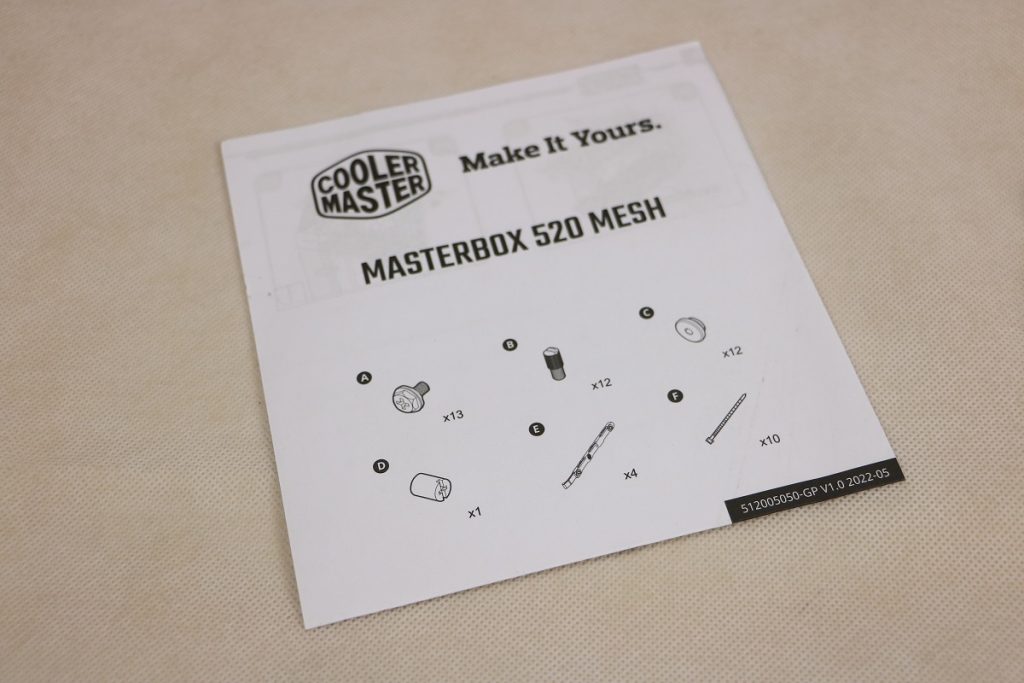 COOLER
MASTER
Make It Yours.
MASTERBOX 520 MESH
A
x13
B
x12
C
x12
D
x1
E
x4
F
x10
512005050-GP V1.0 2022-05